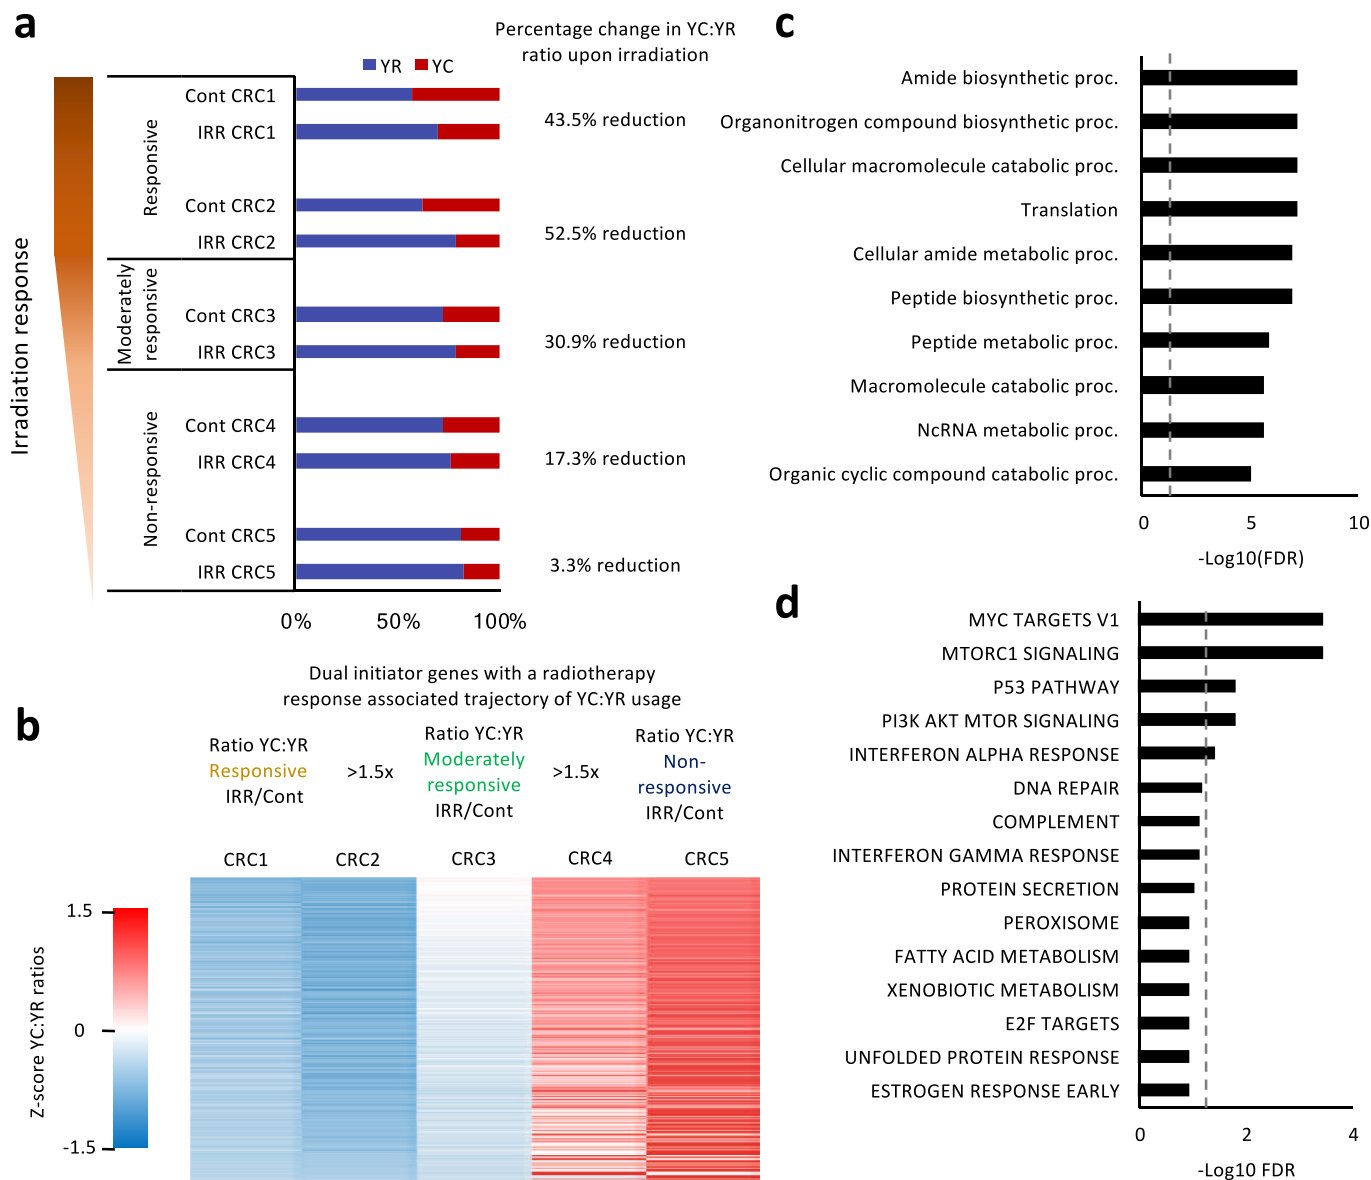 a
Percentage change in YC:YR
ratio upon irradiation
YR
YC
Irradiation response
Responsive
Cont CRC1
IRR CRC1
43.5% reduction
Cont CRC2
IRR CRC2
52.5% reduction
Moderately
responsive
Cont CRC3
IRR CRC3
30.9% reduction
Non-responsive
Cont CRC4
IRR CRC4
17.3% reduction
Cont CRC5
IRR CRC5
3.3% reduction
0%
50%
100%
b
Dual initiator genes with a radiotherapy
response associated trajectory of YC:YR usage
Ratio YC:YR
Responsive
IRR/Cont
>1.5x
Ratio YC:YR
Moderately
responsive
IRR/Cont
>1.5x
Ratio YC:YR
Non-
responsive
IRR/Cont
CRC1
CRC2
CRC3
CRC4
CRC5
Z-score YC:YR ratios
1.5
0
-1.5
c
Amide biosynthetic proc.
Organonitrogen compound biosynthetic proc.
Cellular macromolecule catabolic proc.
Translation
Cellular amide metabolic proc.
Peptide biosynthetic proc.
Peptide metabolic proc.
Macromolecule catabolic proc.
NcRNA metabolic proc.
Organic cyclic compound catabolic proc.
0
5
10
-Log10(FDR)
d
MYC TARGETS V1
MTORC1 SIGNALING
P53 PATHWAY
PI3K AKT MTOR SIGNALING
INTERFERON ALPHA RESPONSE
DNA REPAIR
COMPLEMENT
INTERFERON GAMMA RESPONSE
PROTEIN SECRETION
PEROXISOME
FATTY ACID METABOLISM
XENOBIOTIC METABOLISM
E2F TARGETS
UNFOLDED PROTEIN RESPONSE
ESTROGEN RESPONSE EARLY
0
2
4
-Log10 FDR